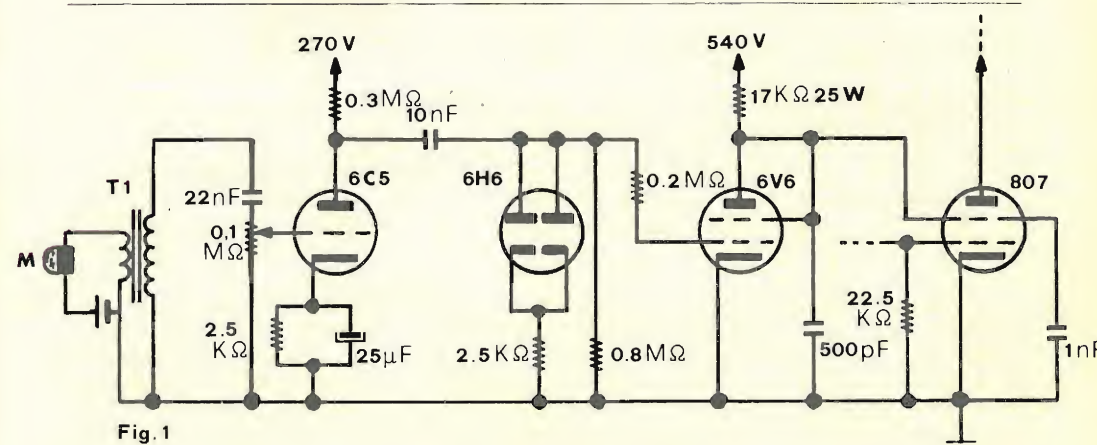 270V
540V
0.3MΩ
10nF
17KΩ 25W
T1
22nF
6C5
6H6
0.2MΩ
6V6
807
M
0,1
MΩ
2.5
KΩ
25μF
2.5KΩ
0.8MΩ
500pF
22.5
KΩ
1nF
Fig.1